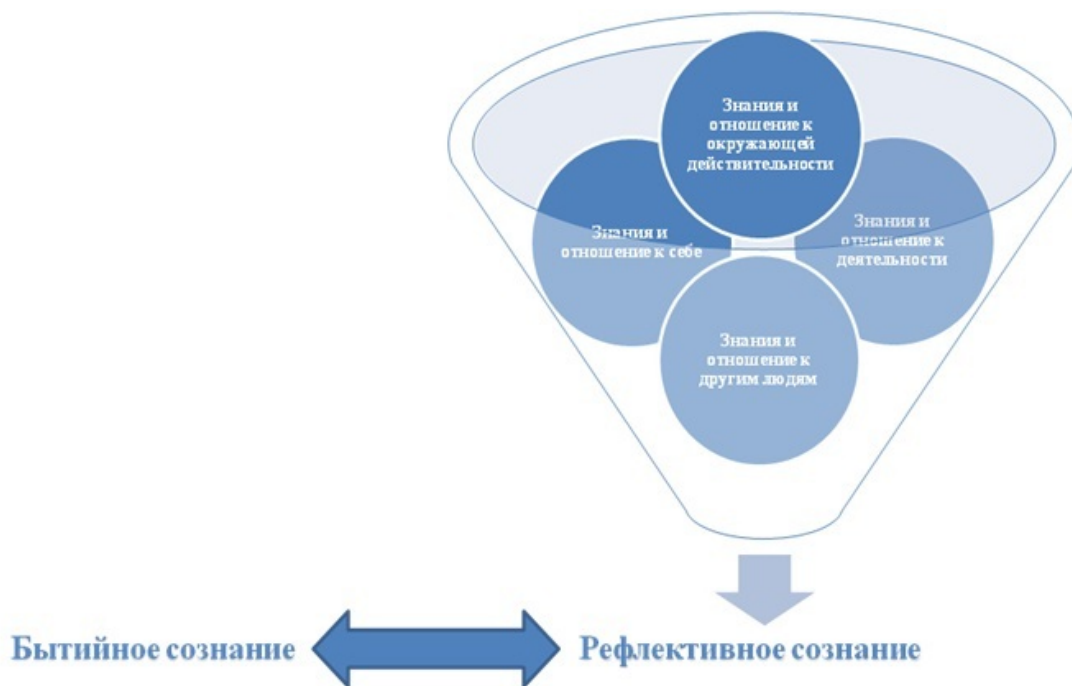 Знания и
отношение к
окружающей
действительности
Знания и
отношение к себе
Знания и
отношение к
деятельности
Знания и
отношение к
другим людям
Бытийное сознание
Рефлективное сознание